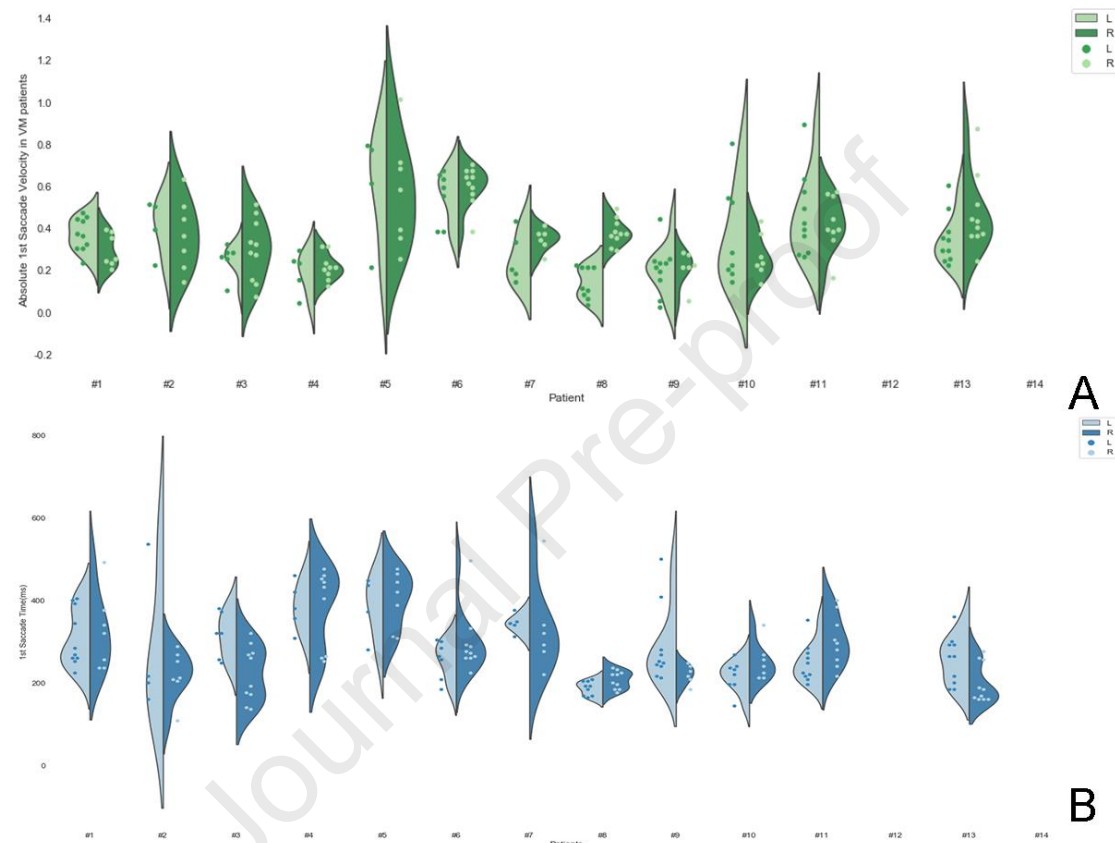 1.4
L
R
L
R
1.2
1.0
0.8
0.6
0.4
0.2
0.0
-0.2
Absolute 1st Saccade Velocity in VM patients
#1 #2 #3 #4 #5 #6 #7 #8 #9 #10 #11 #12 #13 #14
Patient
A
Journal Pre-proof
800
L
R
L
R
600
400
200
0
1st Saccade Time(ms)
B
#1 #2 #3 #4 #5 #6 #7 #8 #9 #10 #11 #12 #13 #14